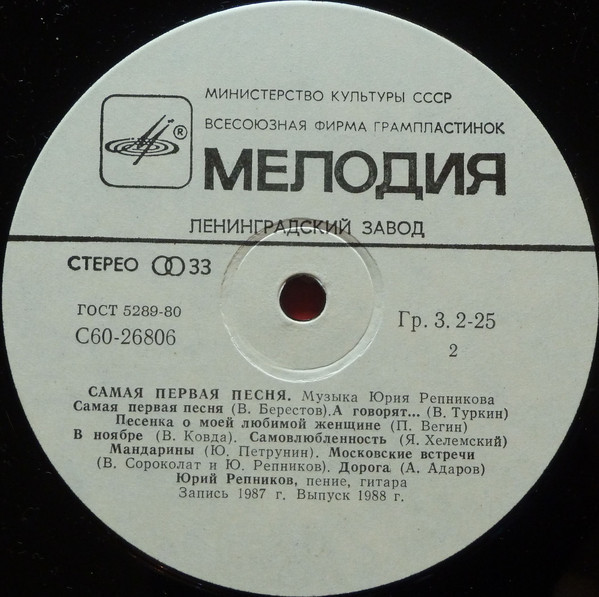 МИНИСТЕРСТВО КУЛЬТУРЫ СССР
ВСЕСОЮЗНАЯ ФИРМА ГРАМПЛАСТИНОК
®
МЕЛОДИЯ
ЛЕНИНГРАДСКИЙ ЗАВОД
СТЕРЕО 33
ГОСТ 5289-80
С60-26806
Гр. 3. 2-25
2
САМАЯ ПЕРВАЯ ПЕСНЯ. Музыка Юрия Репникова
Самая первая песня (В. Берестов). А говорят... (В. Туркин)
Песенка о моей любимой женщине (П. Вегин)
В ноябре (В. Ковда). Самовлюбленность (Я. Хелемский)
Мандарины (Ю. Петрунин). Московские встречи
(В. Сороколат и Ю. Репников). Дорога (А. Адаров)
Юрий Репников, пение, гитара
Запись 1987 г. Выпуск 1988 г.